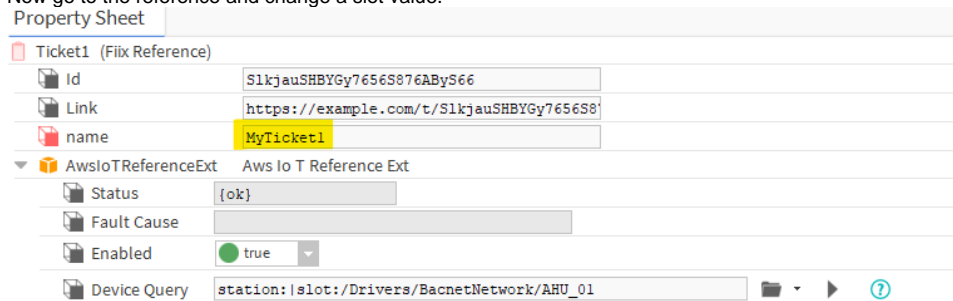 Now go to the reference and change a slot value.
Property Sheet
Ticket1 (Fiix Reference)
Id S1kjauSHBYGy7656S876AByS66
Link https://example.com/t/S1kjauSHBYGy7656S8
name MyTicket1
AwsIoTReferenceExt Aws Io T Reference Ext
Status {ok}
Fault Cause
Enabled true
Device Query station:|slot:/Drivers/BacnetNetwork/AHU_01